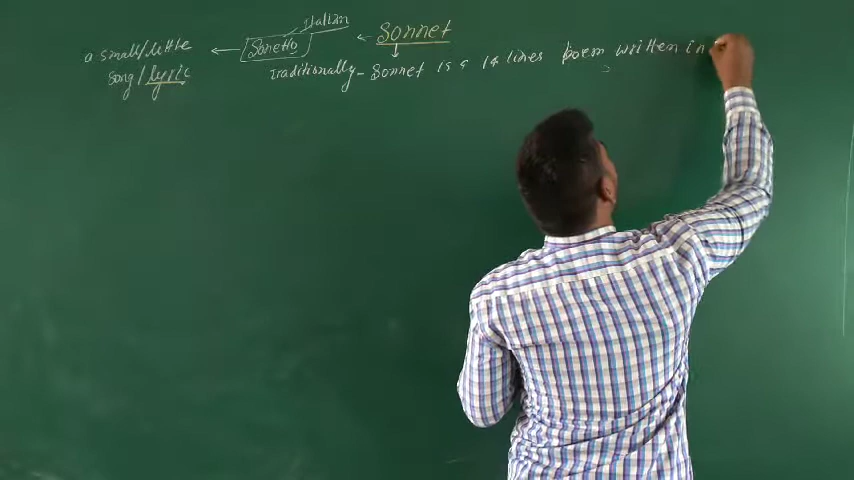 Italian
a small/little ← Sonetto ← Sonnet
song/lyric
Traditionally - Sonnet is a 14 lines poem written in